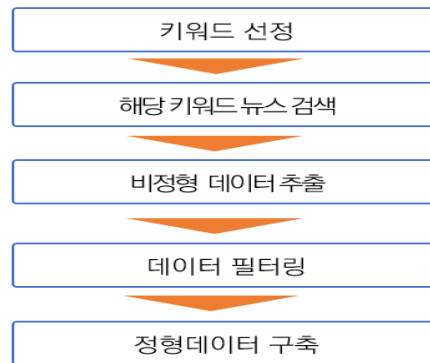 키워드 선정
해당 키워드 뉴스 검색
비정형 데이터 추출
데이터 필터링
정형데이터 구축